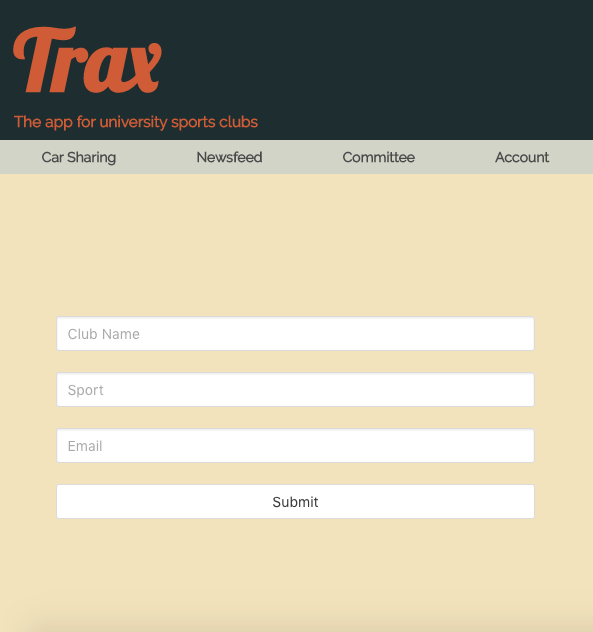 Trax
The app for university sports clubs
Car Sharing Newsfeed Committee Account
Club Name
Sport
Email
Submit